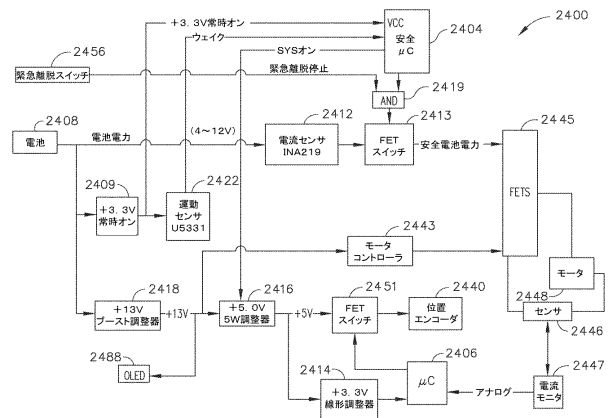 2400
+3.3V常時オン
VCC
ウェイク
安全
μC
2404
SYSオン
2456
緊急離脱スイッチ
緊急離脱停止
AND
2419
2408
電池
電池電力
(4~12V)
2412
電流センサ
INA219
2413
FET
スイッチ
安全電池電力
2445
FETS
2409
+3.3V
常時オン
2422
運動
センサ
U5331
2443
モータ
コントローラ
モータ
2448
2418
+13V
ブースト調整器
+13V
2416
+5.0V
5W調整器
+5V
2451
FET
スイッチ
2440
位置
エンコーダ
センサ
2446
2488
OLED
2414
+3.3V
線形調整器
2406
μC
アナログ
2447
電流
モニタ